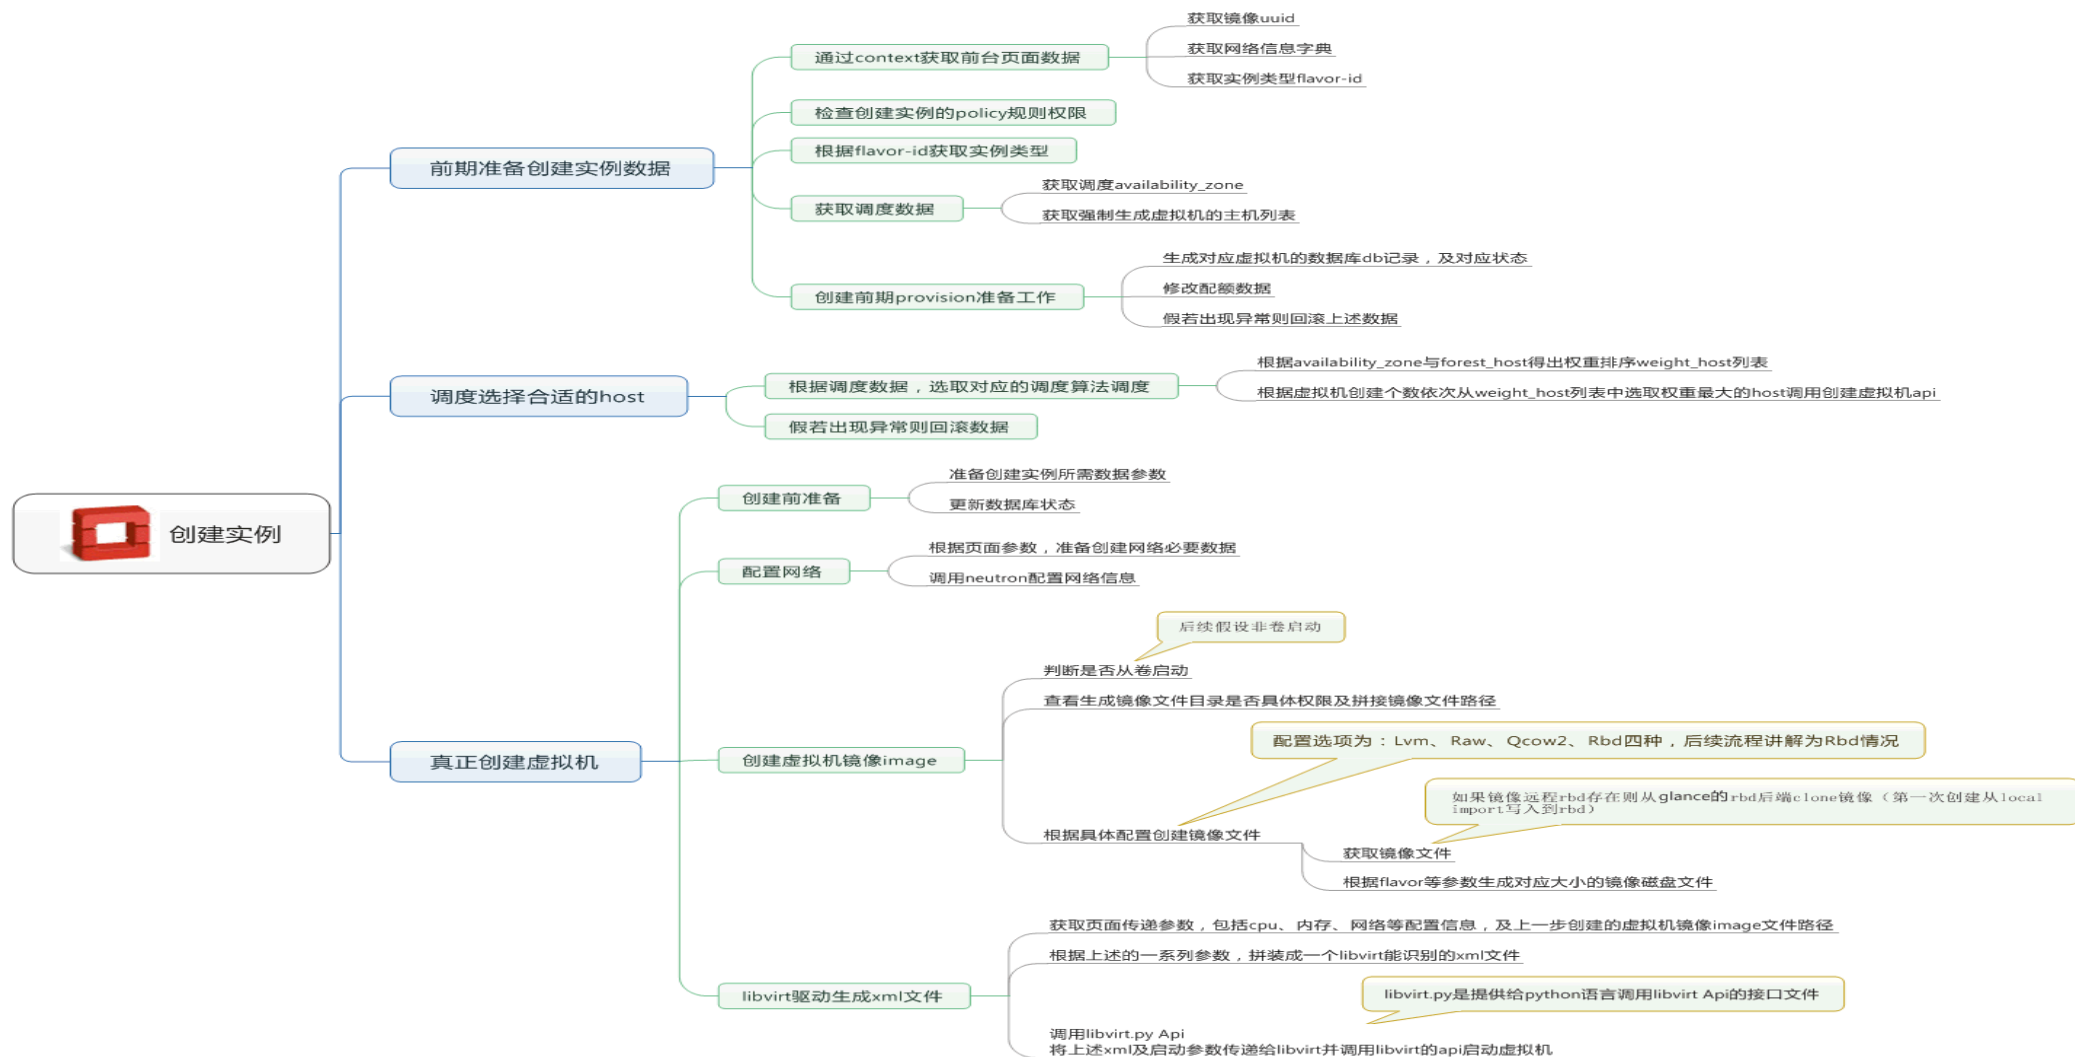 创建实例
前期准备创建实例数据
通过context获取前台页面数据
获取镜像uuid
获取网络信息字典
获取实例类型flavor-id
检查创建实例的policy规则权限
根据flavor-id获取实例类型
获取调度数据
获取调度availability_zone
获取强制生成虚拟机的主机列表
创建前期provision准备工作
生成对应虚拟机的数据库db记录，及对应状态
修改配额数据
假若出现异常则回滚上述数据
调度选择合适的host
根据调度数据，选取对应的调度算法调度
根据availability_zone与forest_host得出权重排序weight_host列表
根据虚拟机创建个数依次从weight_host列表中选取权重最大的host调用创建虚拟机api
假若出现异常则回滚数据
真正创建虚拟机
创建前准备
准备创建实例所需数据参数
更新数据库状态
配置网络
根据页面参数，准备创建网络必要数据
调用neutron配置网络信息
创建虚拟机镜像image
后续假设非卷启动
判断是否从卷启动
查看生成镜像文件目录是否具体权限及拼接镜像文件路径
配置选项为：Lvm、Raw、Qcow2、Rbd四种，后续流程讲解为Rbd情况
根据具体配置创建镜像文件
如果镜像远程rbd存在则从glance的rbd后端clone镜像（第一次创建从local
import写入到rbd）
获取镜像文件
根据flavor等参数生成对应大小的镜像磁盘文件
libvirt驱动生成xml文件
获取页面传递参数，包括cpu、内存、网络等配置信息，及上一步创建的虚拟机镜像image文件路径
根据上述的一系列参数，拼装成一个libvirt能识别的xml文件
libvirt.py是提供给python语言调用libvirt Api的接口文件
调用libvirt.py Api
将上述xml及启动参数传递给libvirt并调用libvirt的api启动虚拟机